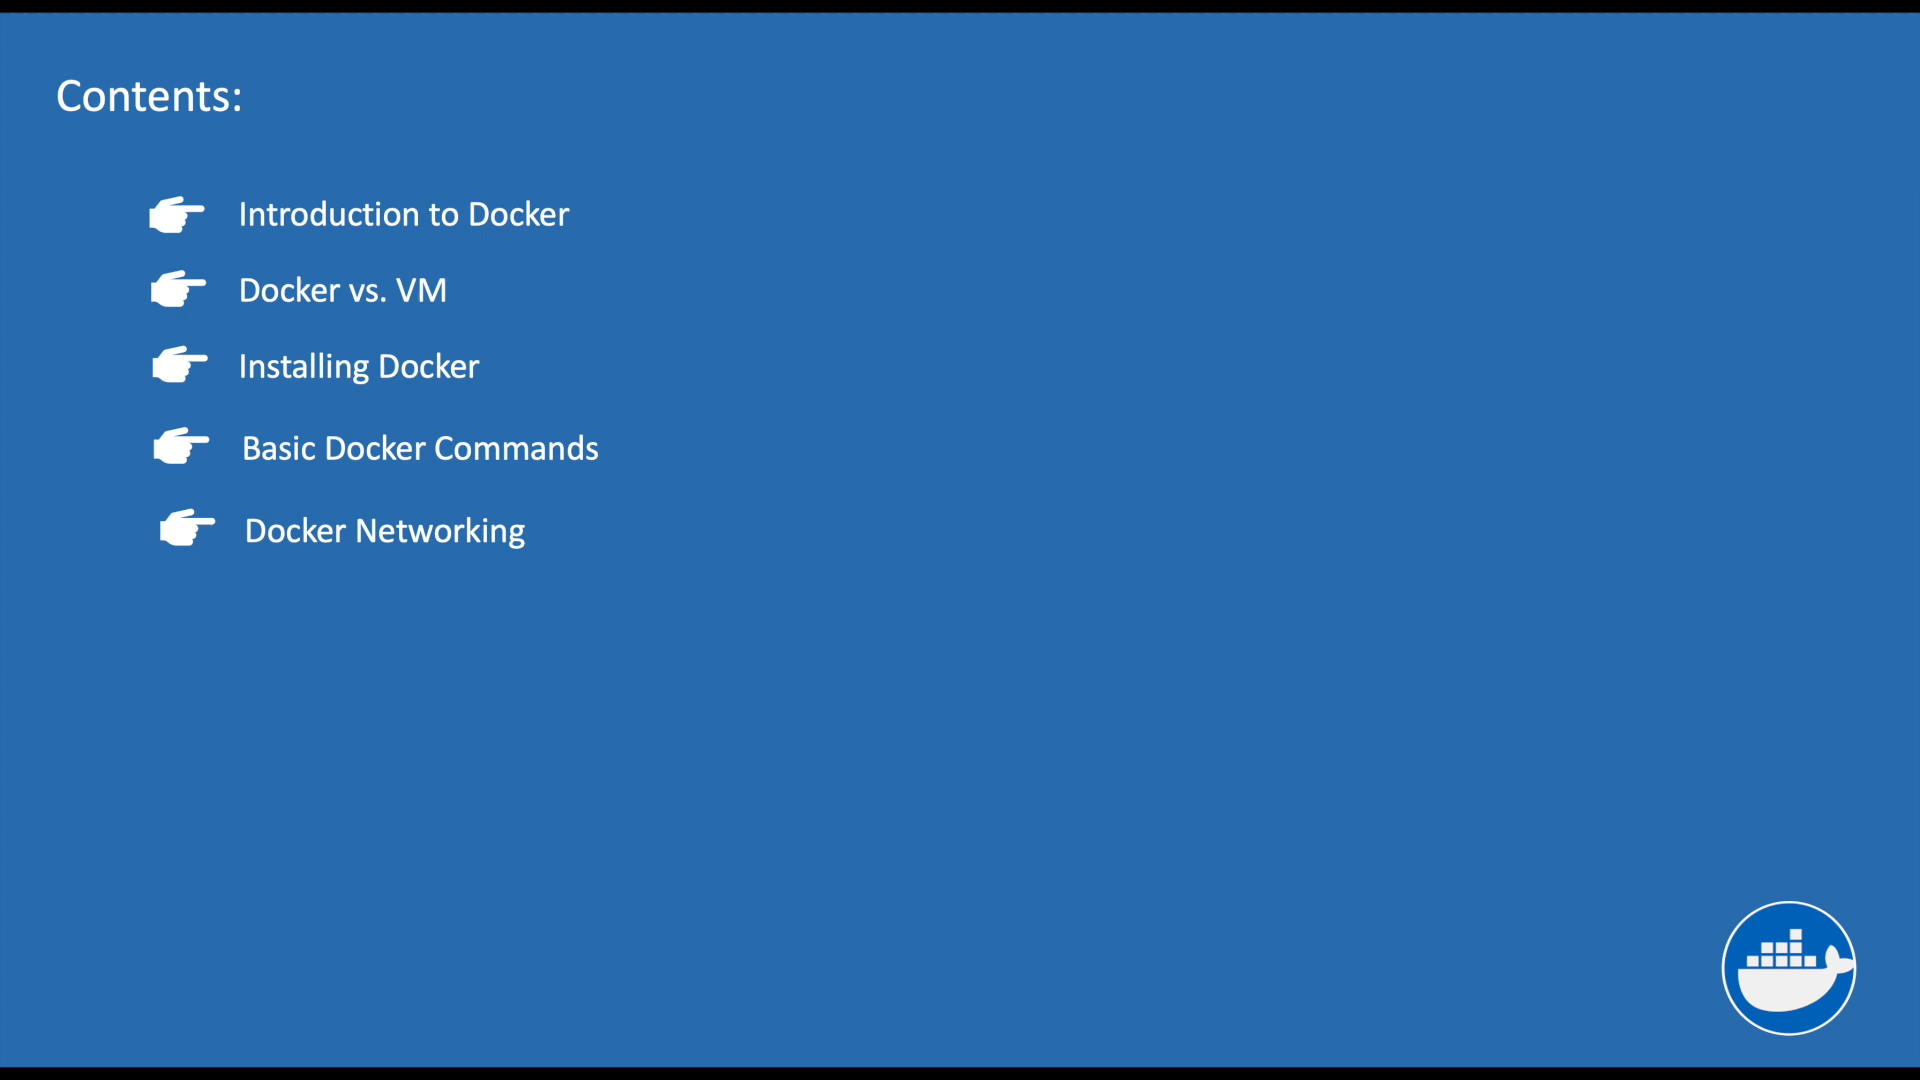 Contents:
Introduction to Docker
Docker vs. VM
Installing Docker
Basic Docker Commands
Docker Networking